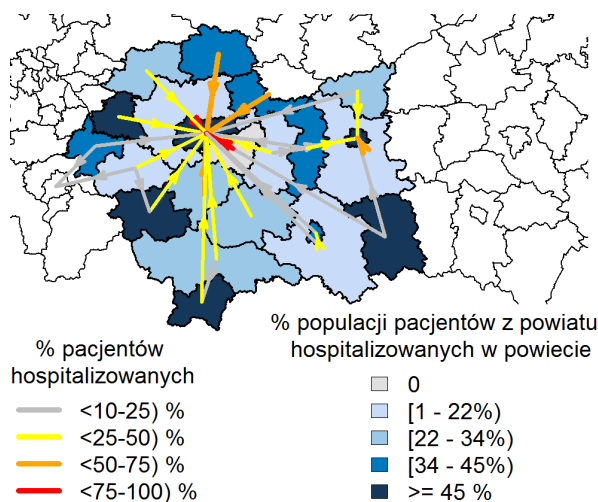 % pacjentów
hospitalizowanych
<10-25) %
<25-50) %
<50-75) %
<75-100) %
% populacji pacjentów z powiatu
hospitalizowanych w powiecie
0
[1 - 22%)
[22 - 34%)
[34 - 45%)
>= 45 %